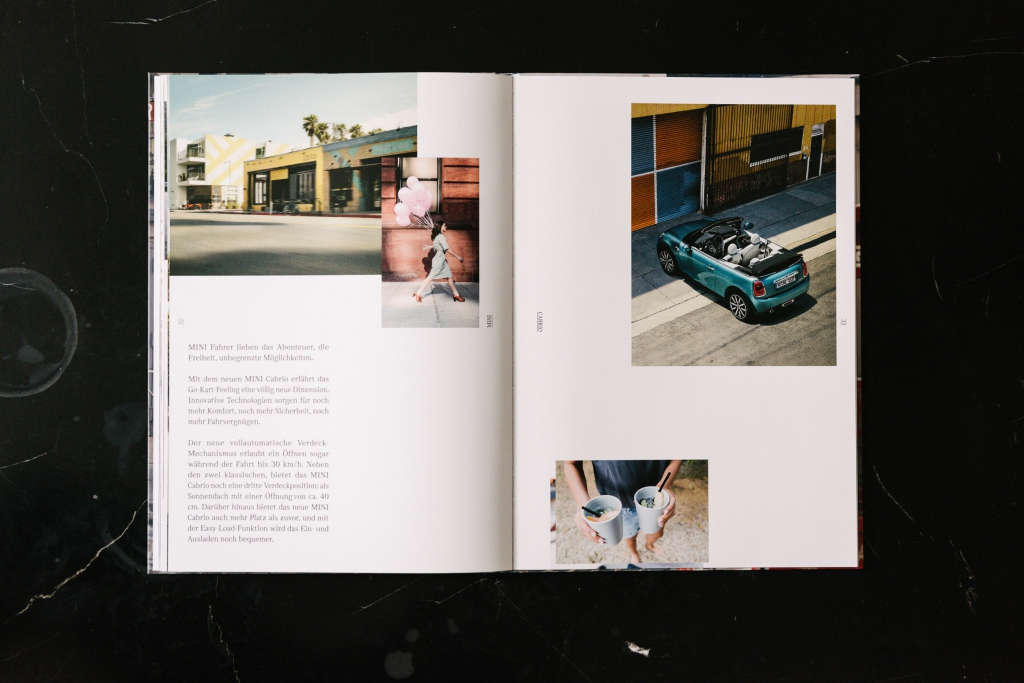 MINI Fahrer lieben das Abenteuer, die
Freiheit, unbegrenzte Möglichkeiten.
Mit dem neuen MINI Cabrio erfährt das
Go-Kart-Feeling eine völlig neue Dimension.
Innovative Technologien sorgen für noch
mehr Komfort, noch mehr Sicherheit, noch
mehr Fahrvergnügen.
Der neue vollautomatische Verdeck-
Mechanismus erlaubt ein Öffnen sogar
während der Fahrt bis 30 km/h. Neben
den zwei klassischen, bietet das MINI
Cabrio noch eine dritte Verdeckposition; als
Sonnendach mit einer Öffnung von ca. 40
cm. Darüber hinaus bietet das neue MINI
Cabrio auch mehr Platz als zuvor, und mit
der Easy-Load-Funktion wird das Ein- und
Ausladen noch bequemer.
MINI
CABRIO